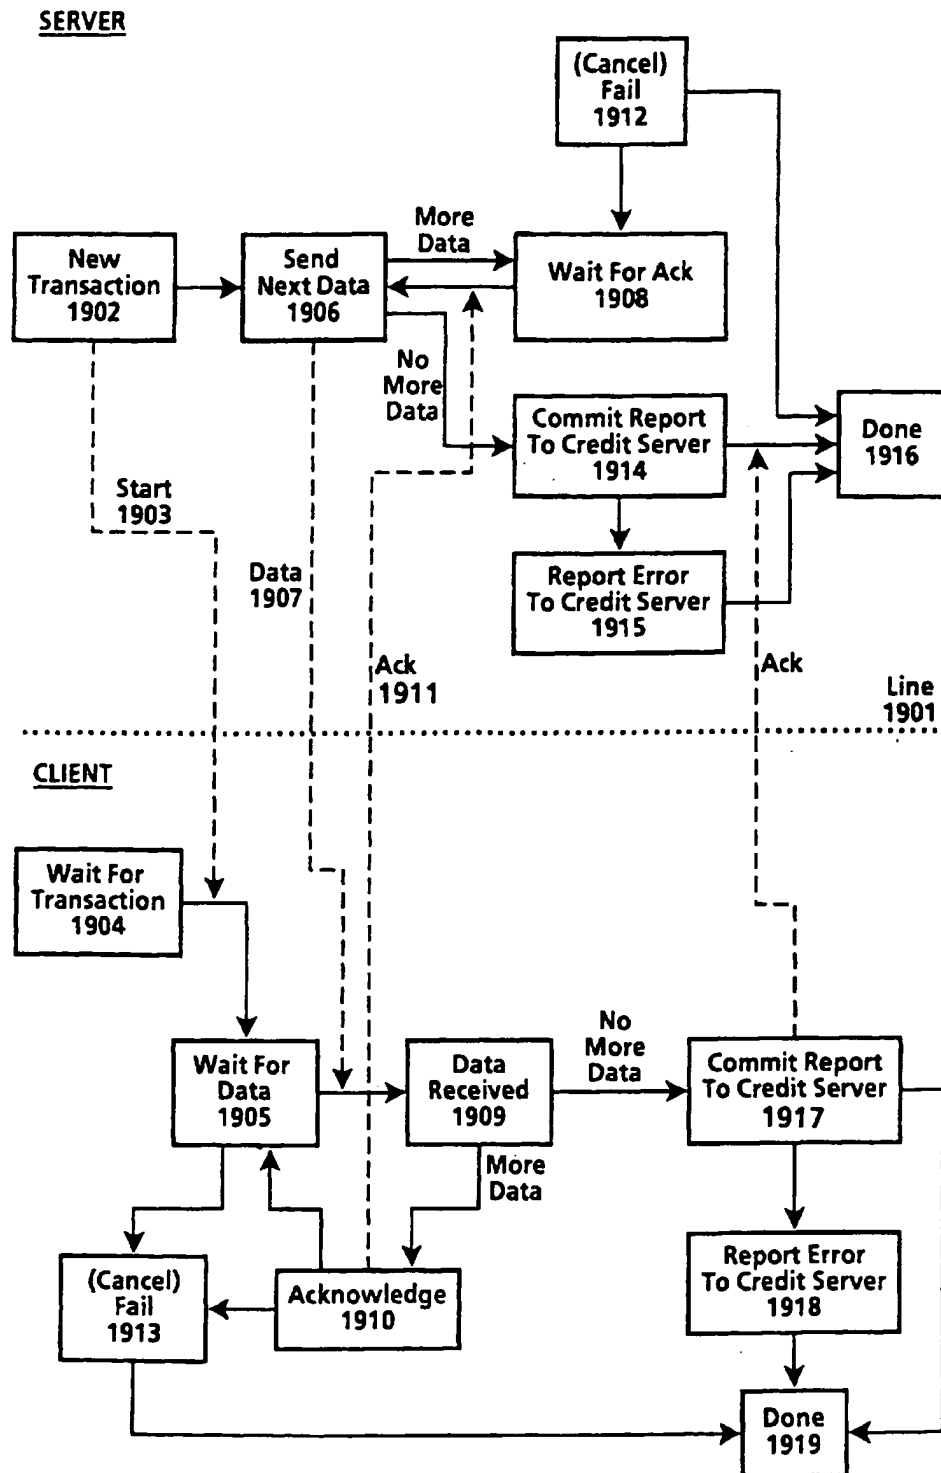 SERVER
(Cancel)
Fail
1912
More
Data
New
Transaction
1902
Send
Next Data
1906
Wait For Ack
1908
No
More
Data
Commit Report
To Credit Server
1914
Done
1916
Start
1903
Data
1907
Report Error
To Credit Server
1915
Ack
1911
Ack
Line
1901
CLIENT
Wait For
Transaction
1904
Wait For
Data
1905
Data
Received
1909
No
More
Data
Commit Report
To Credit Server
1917
More
Data
(Cancel)
Fail
1913
Acknowledge
1910
Report Error
To Credit Server
1918
Done
1919